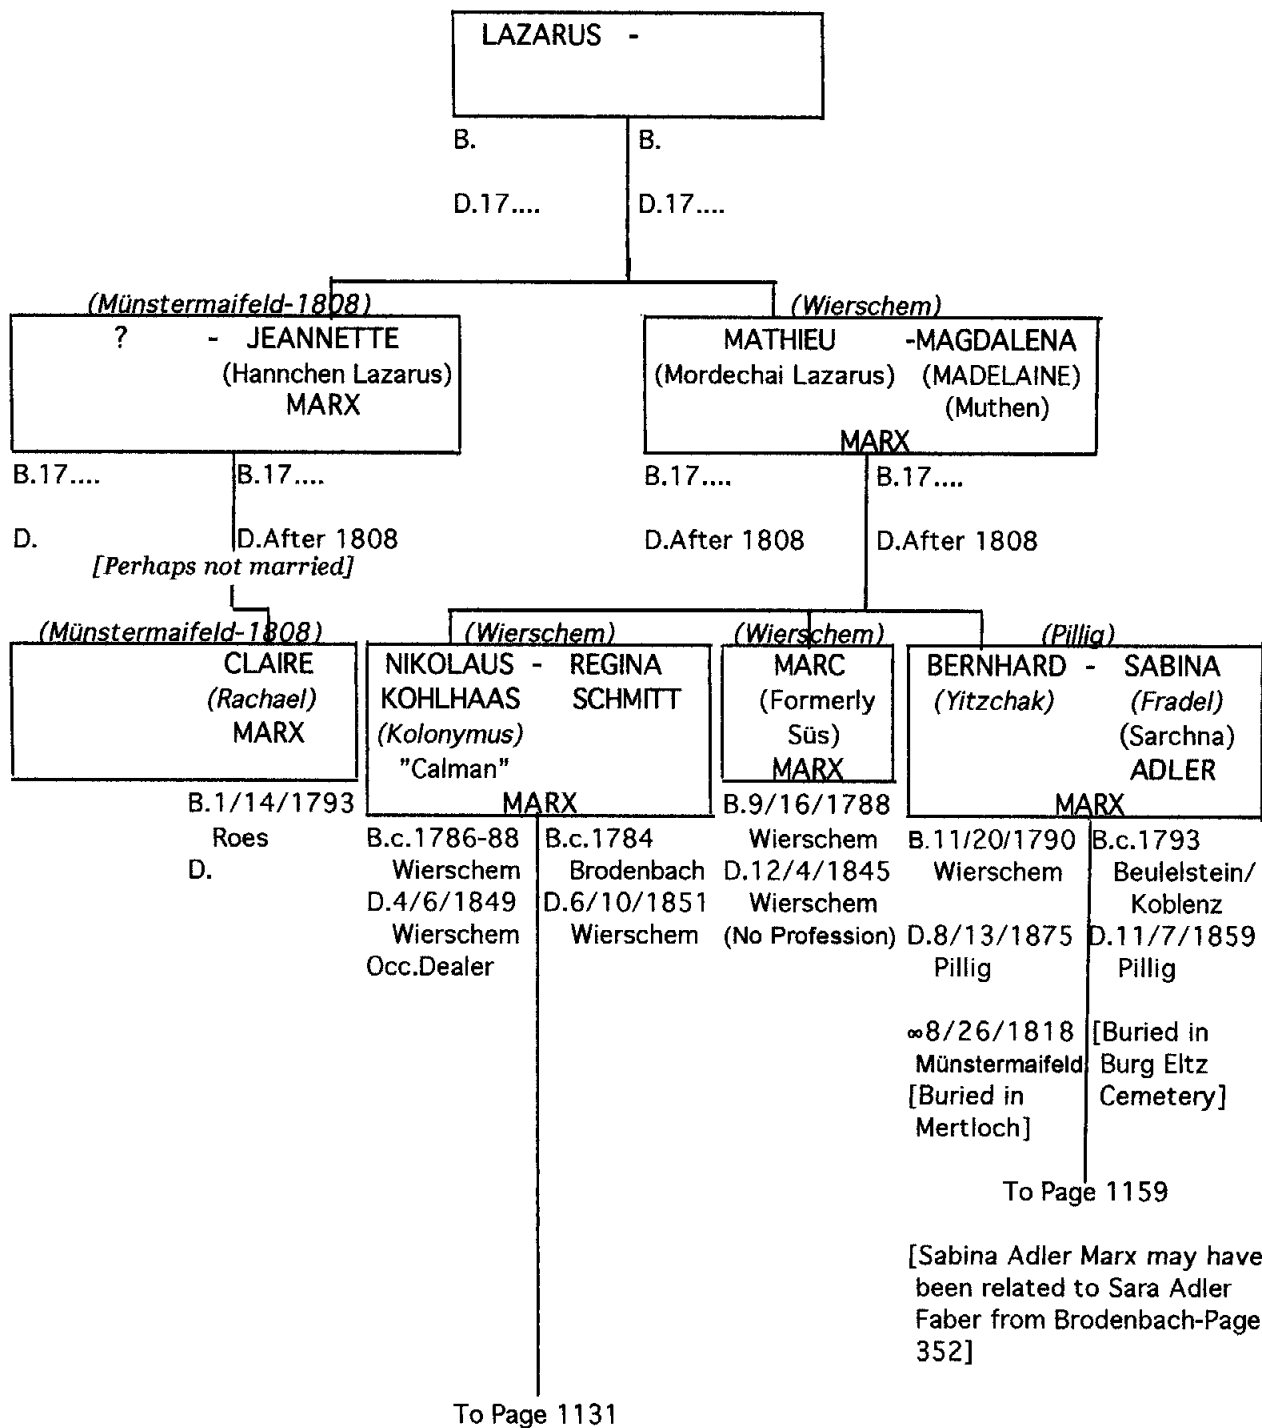 LAZARUS -
B. B.
D.17.... D.17....
(Münstermaifeld-1808)
? - JEANNETTE
(Hannchen Lazarus)
MARX
B.17.... B.17....
D. D.After 1808
[Perhaps not married]
(Wierschem)
MATHIEU -MAGDALENA
(Mordechai Lazarus) (MADELAINE)
(Muthen)
MARX
B.17.... B.17....
D.After 1808 D.After 1808
(Münstermaifeld-1808)
CLAIRE
(Rachael)
MARX
B.1/14/1793
Roes
D.
(Wierschem)
NIKOLAUS - REGINA
KOHLHAAS SCHMITT
(Kolonymus)
"Calman"
MARX
B.c.1786-88 B.c.1784
Wierschem Brodenbach
D.4/6/1849 D.6/10/1851
Wierschem Wierschem
Occ.Dealer
To Page 1131
(Wierschem)
MARC
(Formerly
Süs)
MARX
B.9/16/1788
Wierschem
D.12/4/1845
Wierschem
(No Profession)
(Pillig)
BERNHARD - SABINA
(Yitzchak) (Fradel)
(Sarchna)
ADLER
MARX
B.11/20/1790 B.c.1793
Wierschem Beulelstein/
Koblenz
D.8/13/1875 D.11/7/1859
Pillig Pillig
∞8/26/1818 [Buried in
Münstermaifeld Burg Eltz
[Buried in Cemetery]
Mertloch]
To Page 1159
[Sabina Adler Marx may have
been related to Sara Adler
Faber from Brodenbach-Page
352]